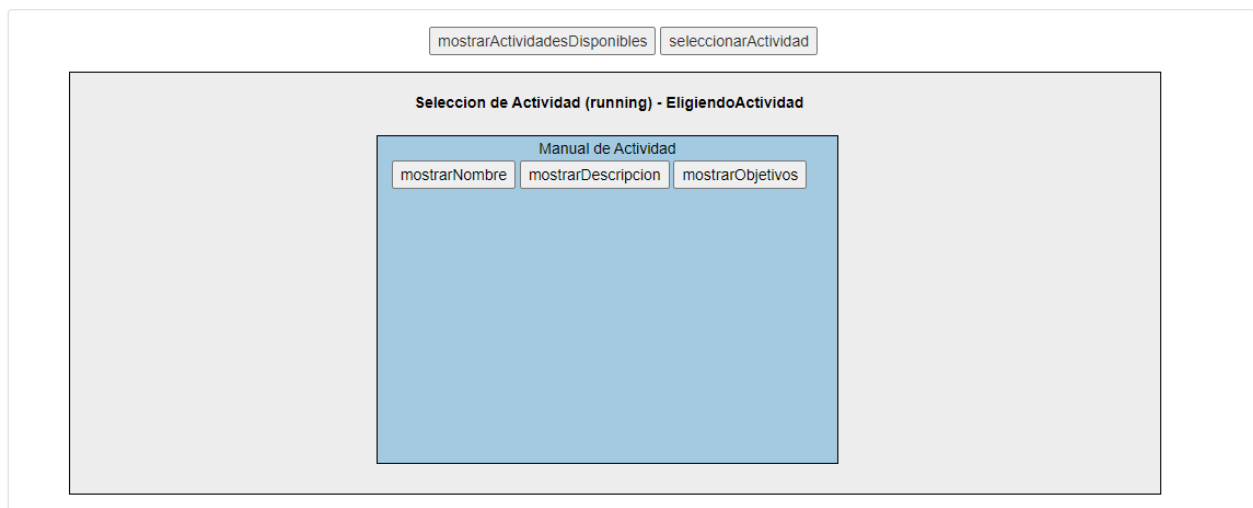 mostrarActividadesDisponibles seleccionarActividad
Seleccion de Actividad (running) - EligiendoActividad
Manual de Actividad
mostrarNombre mostrarDescripcion mostrarObjetivos